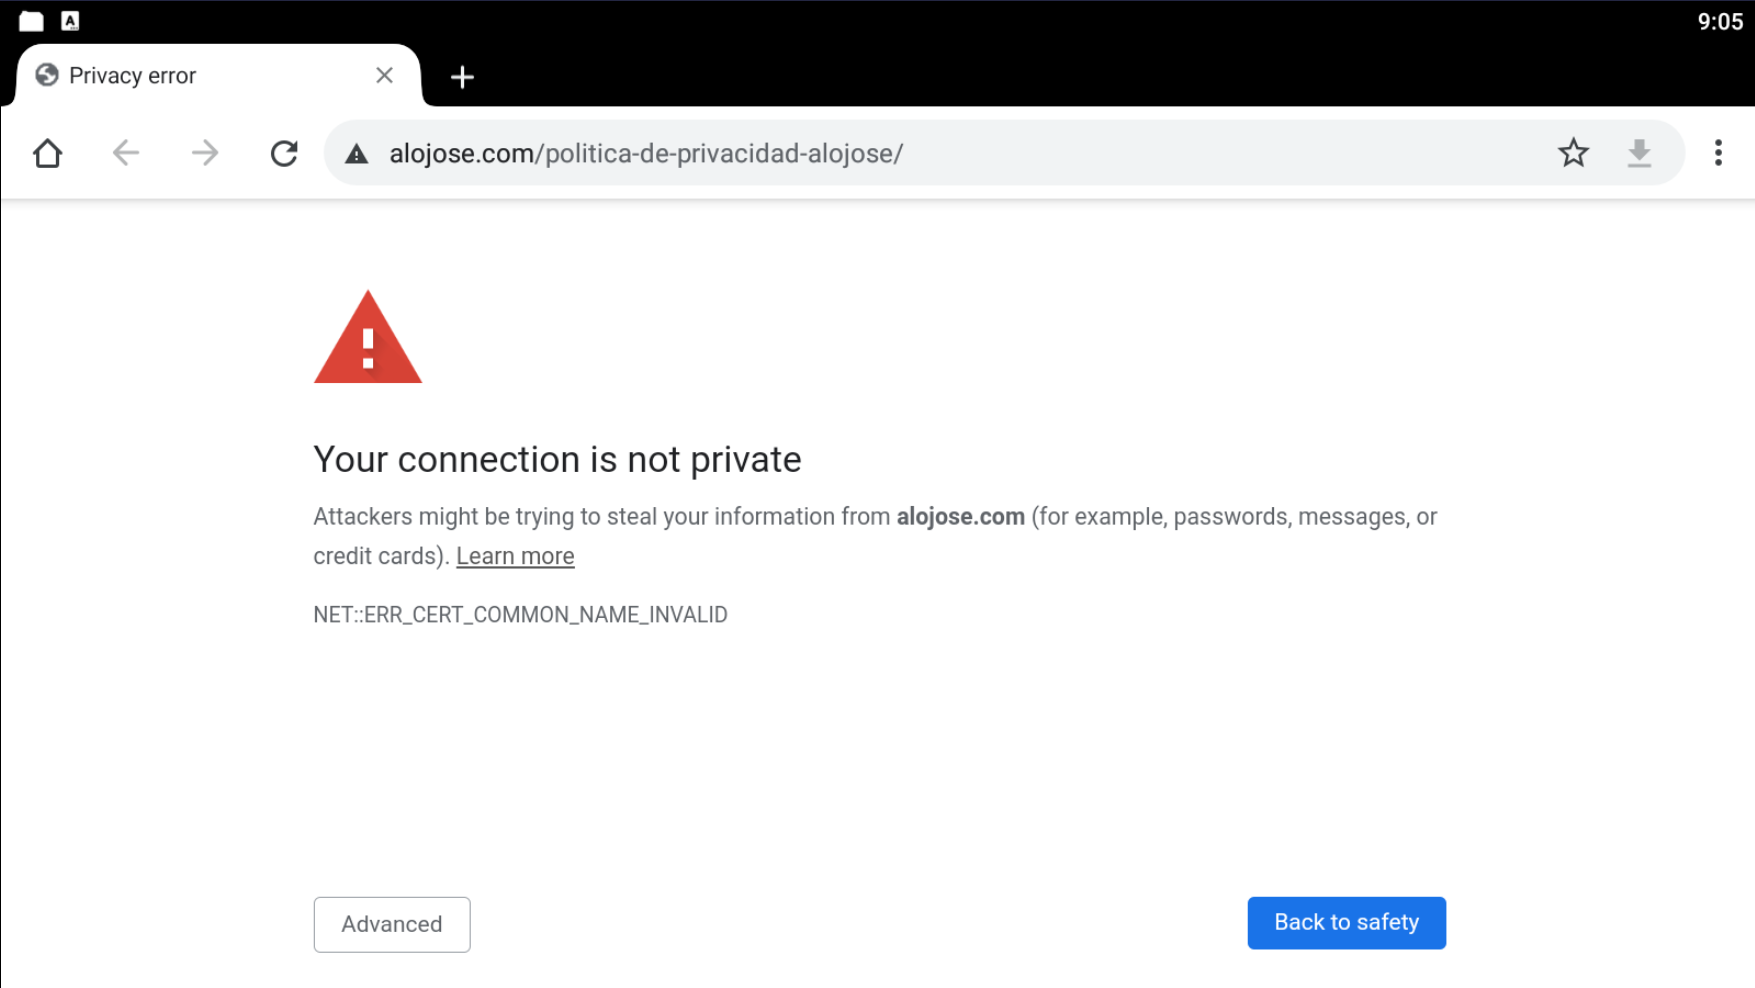 A
9:05
Privacy error
alojose.com/politica-de-privacidad-alojose/
Your connection is not private
Attackers might be trying to steal your information from alojose.com (for example, passwords, messages, or
credit cards). Learn more
NET::ERR_CERT_COMMON_NAME_INVALID
Advanced
Back to safety